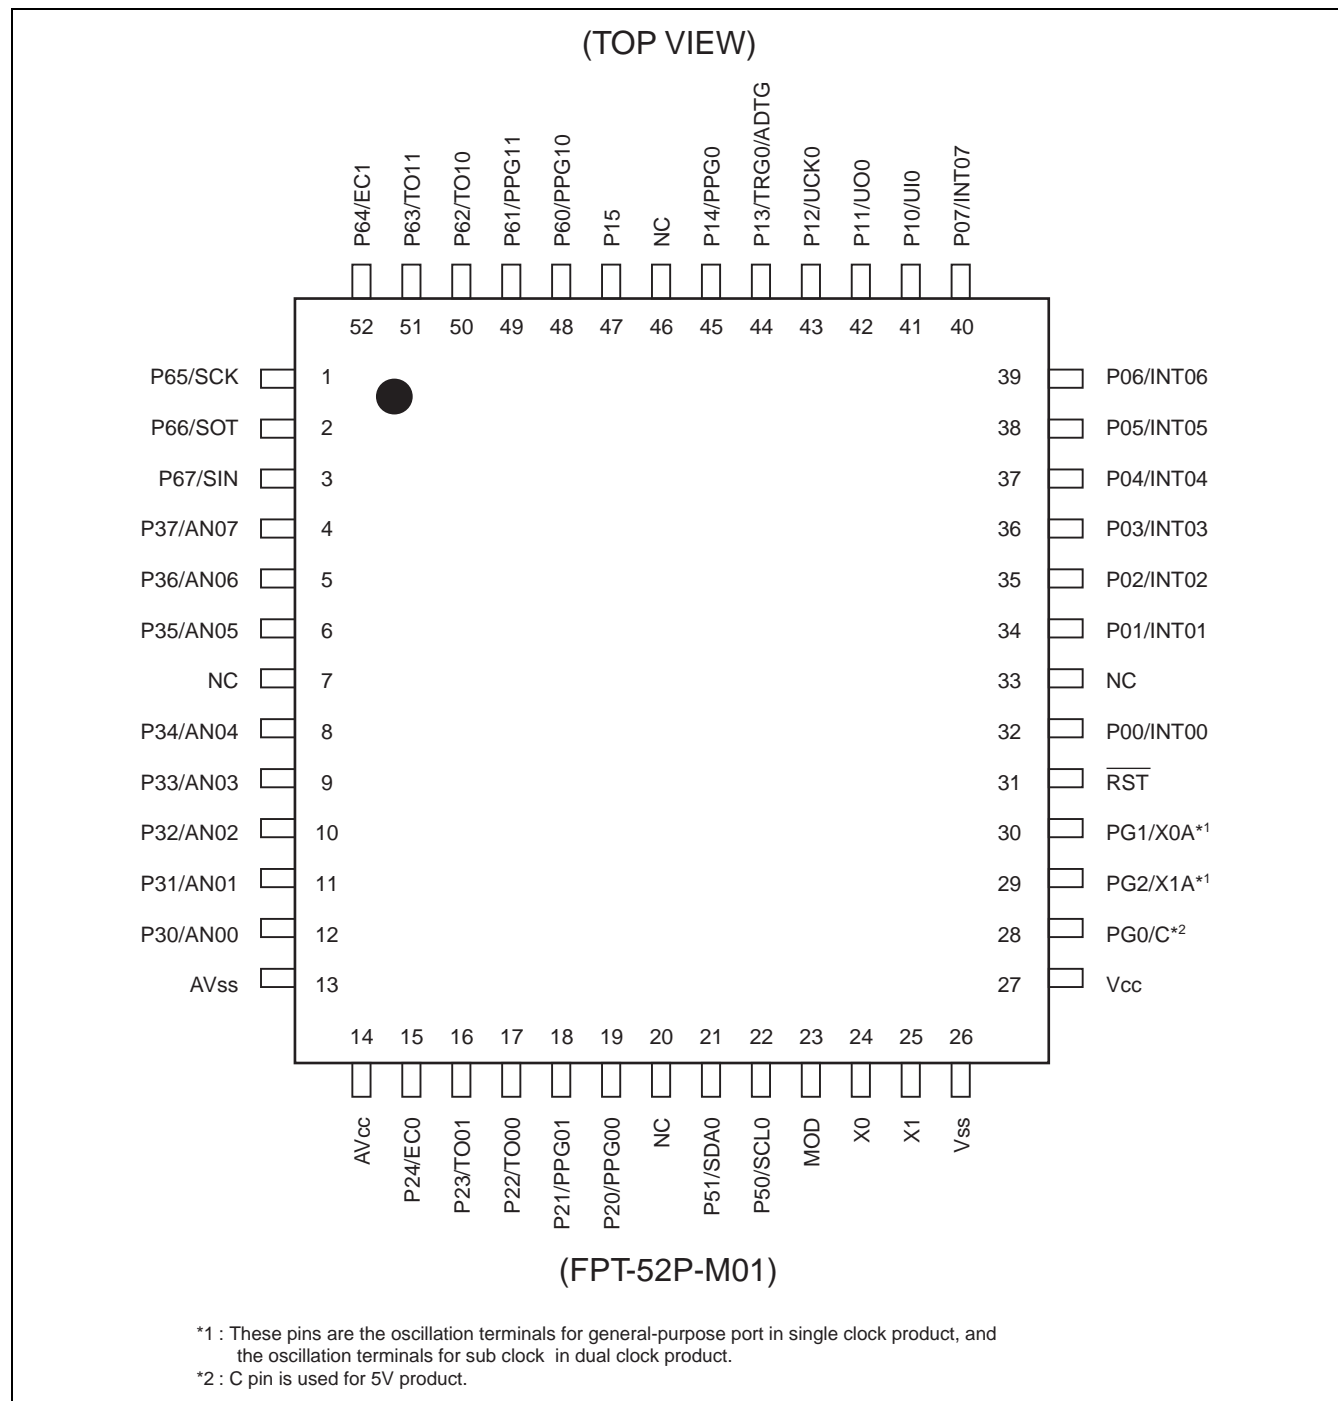 (TOP VIEW)
P64/EC1
P63/TO11
P62/TO10
P61/PPG11
P60/PPG10
P15
NC
P14/PPG0
P13/TRG0/ADTG
P12/UCK0
P11/UO0
P10/UI0
P07/INT07
52 51 50 49 48 47 46 45 44 43 42 41 40
P65/SCK 1 39 P06/INT06
P66/SOT 2 38 P05/INT05
P67/SIN 3 37 P04/INT04
P37/AN07 4 36 P03/INT03
P36/AN06 5 35 P02/INT02
P35/AN05 6 34 P01/INT01
NC 7 33 NC
P34/AN04 8 32 P00/INT00
P33/AN03 9 31 RST
P32/AN02 10 30 PG1/X0A*1
P31/AN01 11 29 PG2/X1A*1
P30/AN00 12 28 PG0/C*2
AVss 13 27 Vcc
14 15 16 17 18 19 20 21 22 23 24 25 26
AVcc
P24/EC0
P23/TO01
P22/TO00
P21/PPG01
P20/PPG00
NC
P51/SDA0
P50/SCL0
MOD
X0
X1
Vss
(FPT-52P-M01)
*1 : These pins are the oscillation terminals for general-purpose port in single clock product, and
the oscillation terminals for sub clock in dual clock product.
*2 : C pin is used for 5V product.